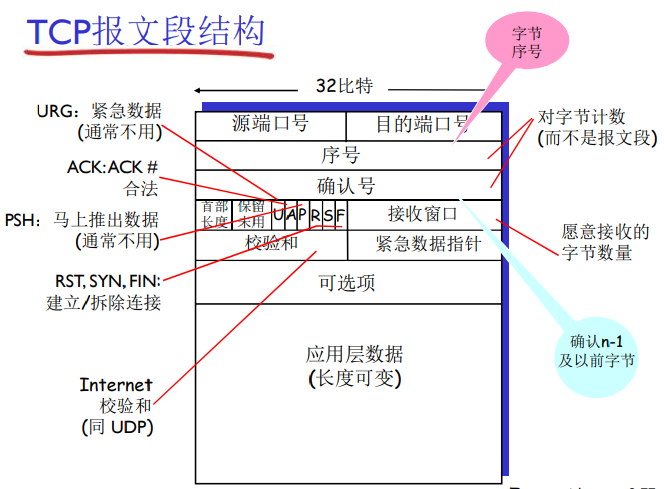 TCP报文段结构
字节
序号
32比特
URG：紧急数据
(通常不用)
源端口号
目的端口号
对字节计数
(而不是报文段)
序号
ACK:ACK #
合法
确认号
首部
长度
保留
未用
U A P R S F
接收窗口
PSH：马上推出数据
(通常不用)
愿意接收的
字节数量
校验和
紧急数据指针
RST, SYN, FIN:
建立/拆除连接
可选项
确认n-1
及以前字节
应用层数据
(长度可变)
Internet
校验和
(同 UDP)